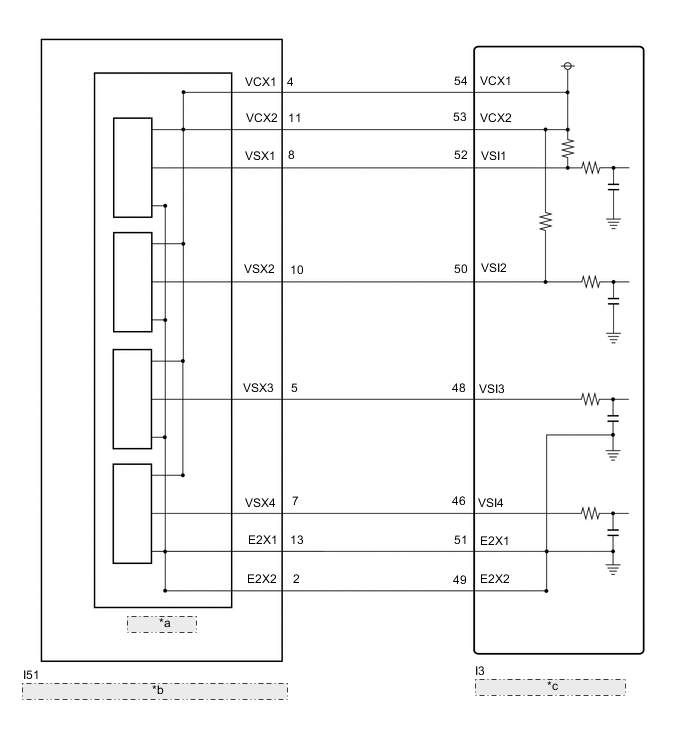 VCX1 4 54 VCX1
VCX2 11 53 VCX2
VSX1 8 52 VSI1
VSX2 10 50 VSI2
VSX3 5 48 VSI3
VSX4 7 46 VSI4
E2X1 13 51 E2X1
E2X2 2 49 E2X2
*a
I51
*b
I3
*c